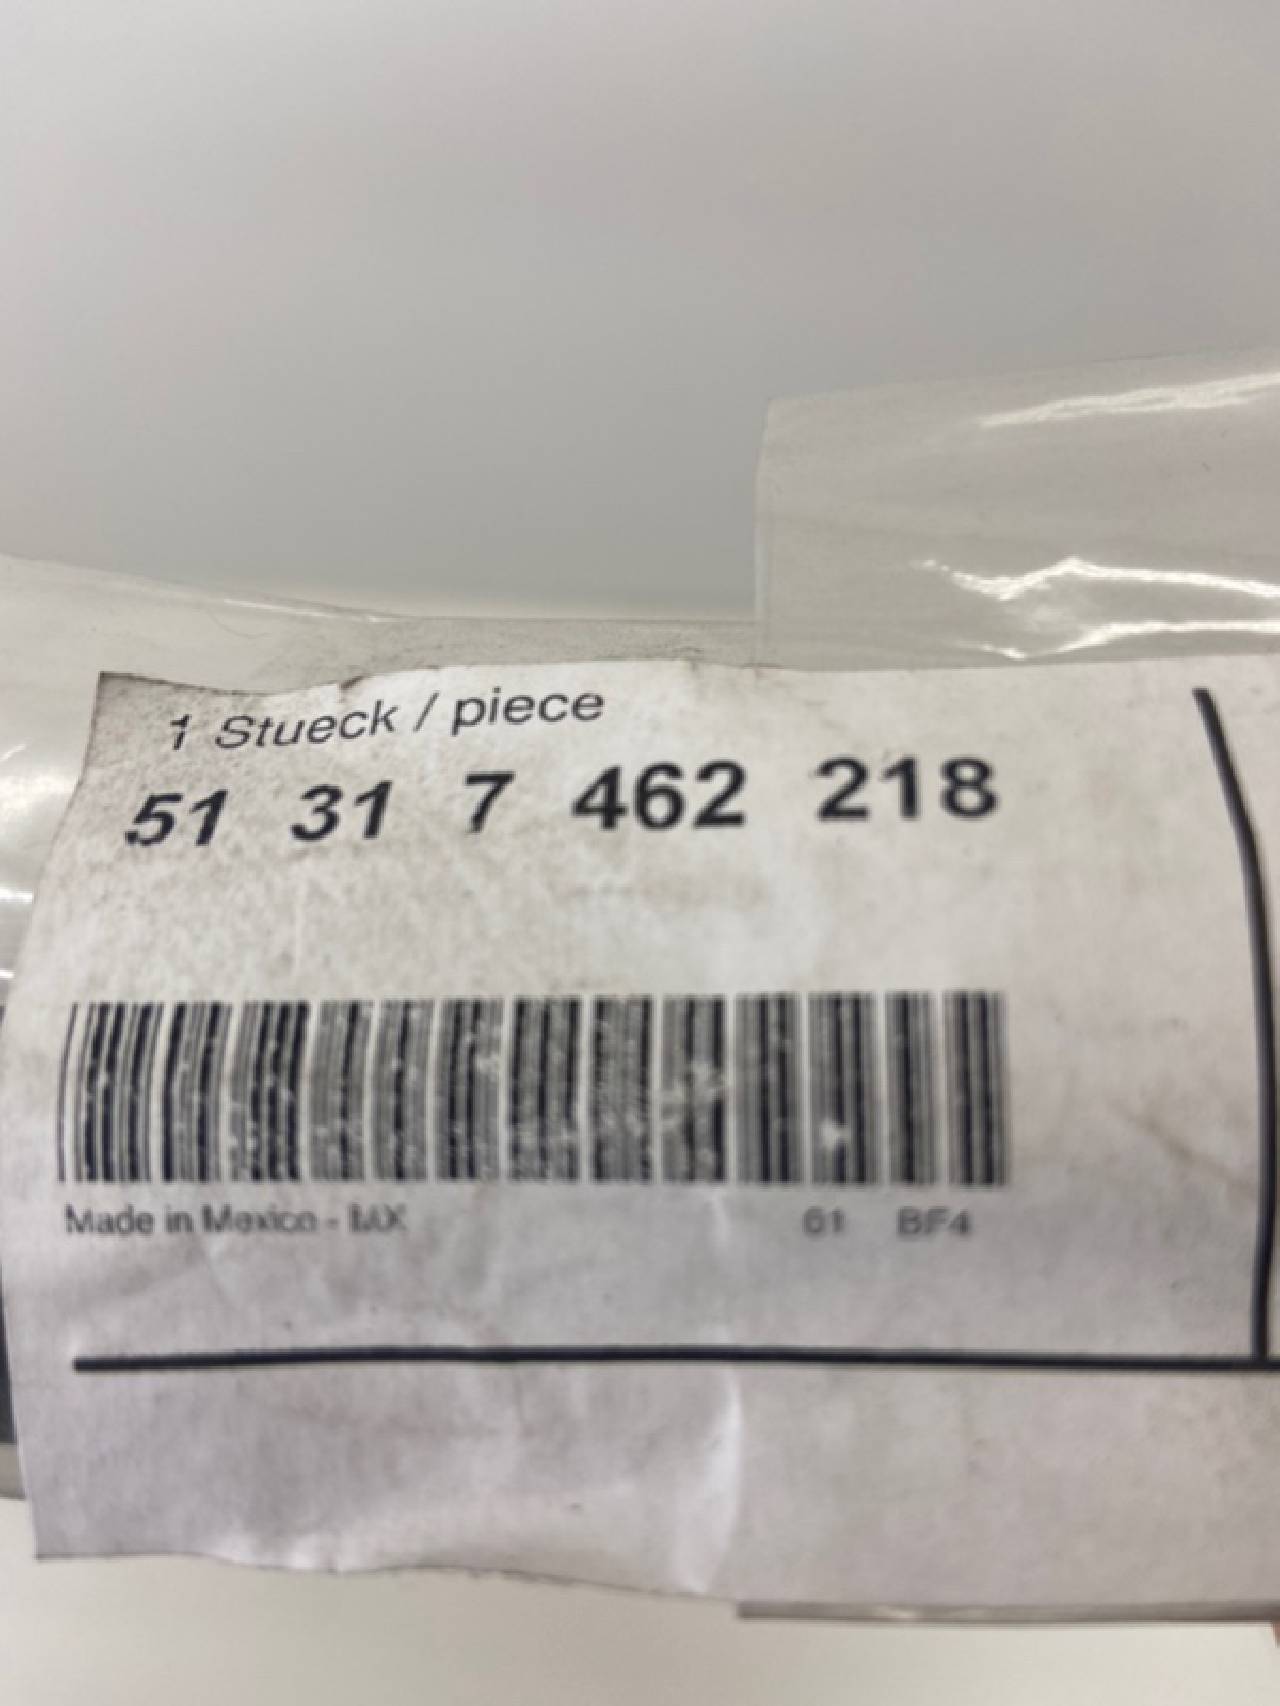 1 Stueck / piece
51 31 7 462 218
Made in Mexico - MX
01 BF4